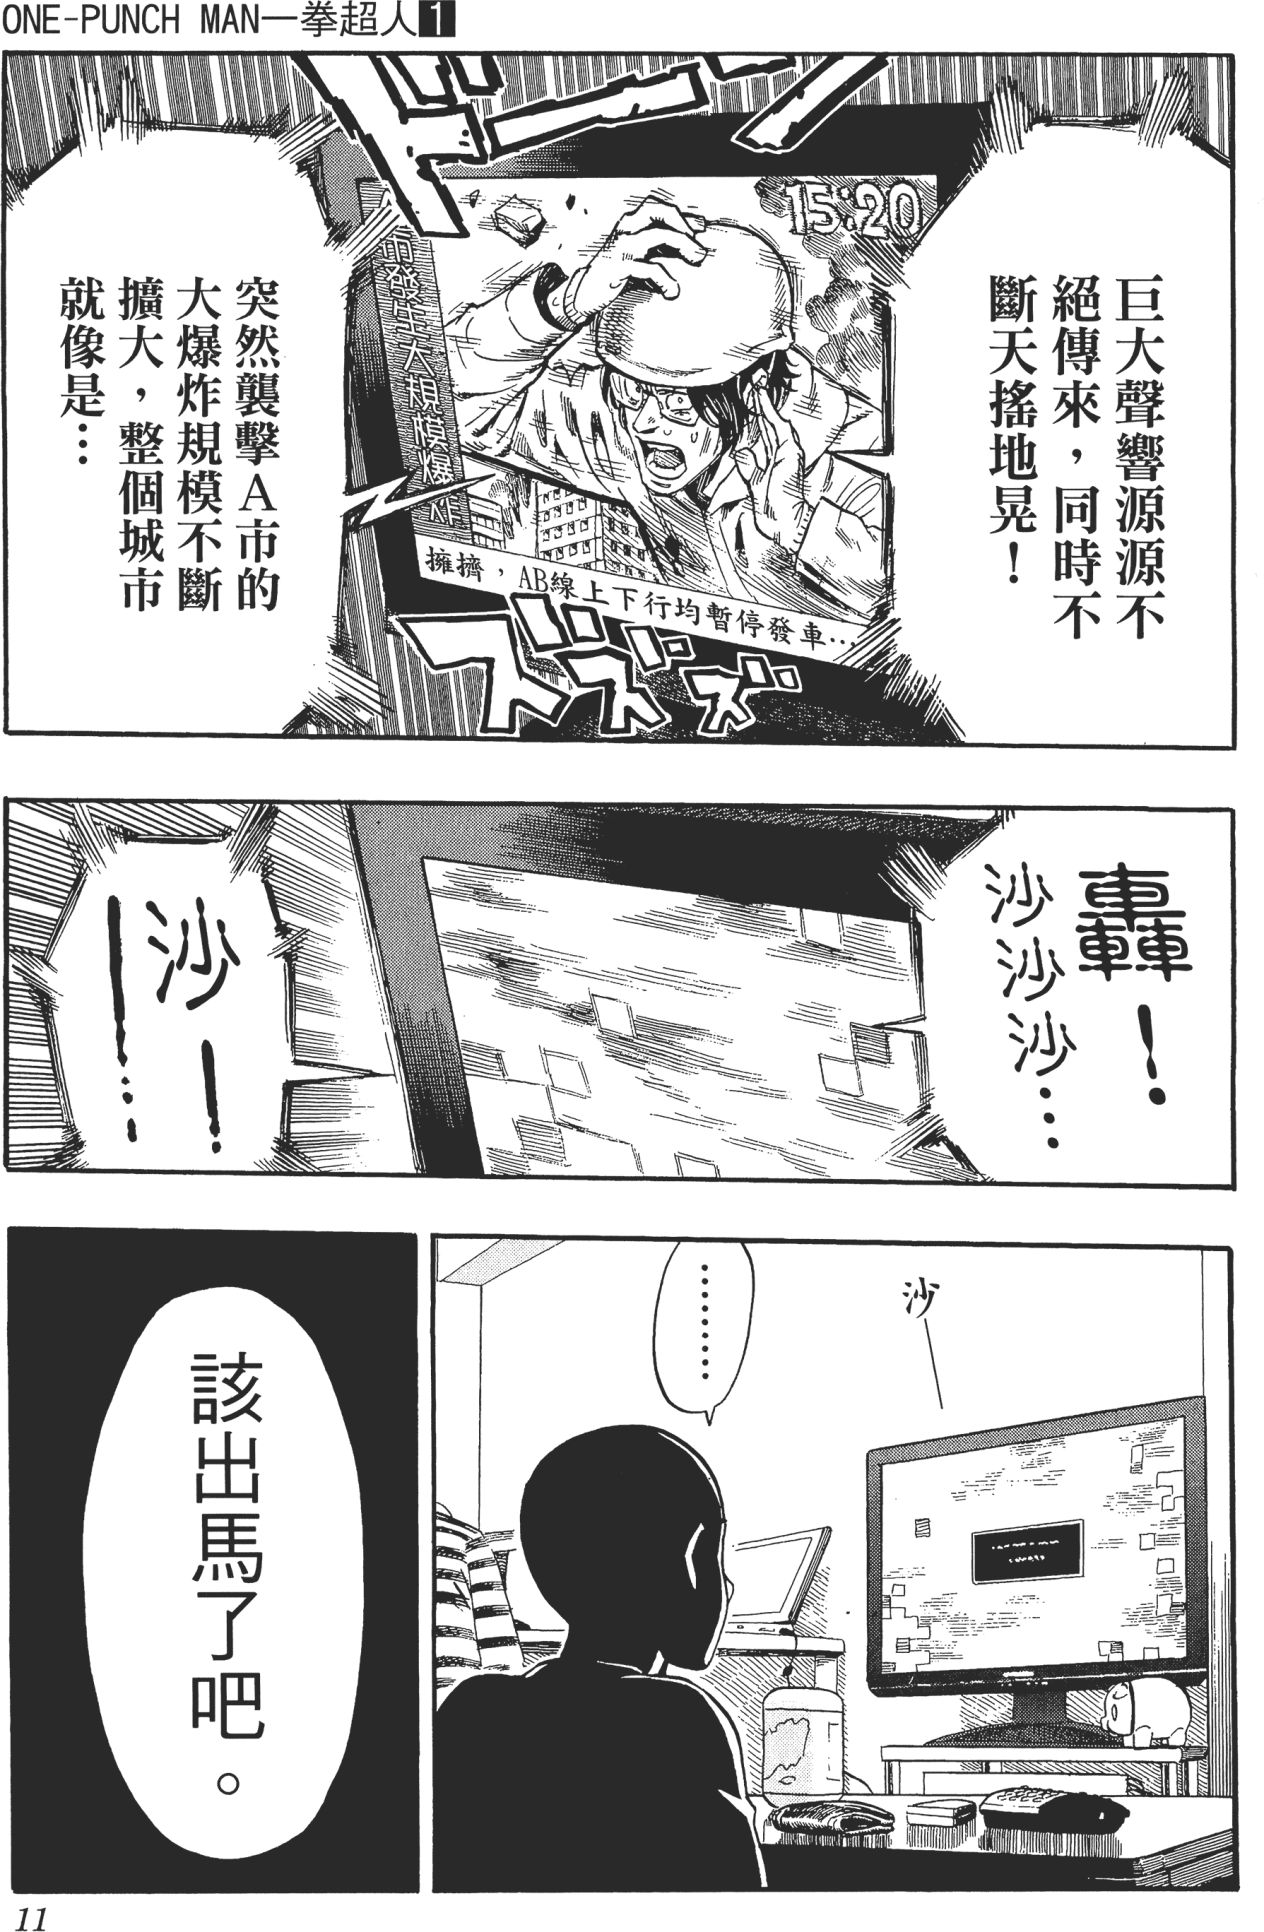 ONE-PUNCH MAN一拳超人 1
巨大聲響源源不
絕傳來，同時不
斷天搖地晃！
15:20
市發生大規模爆炸
擁擠，AB線上下行均暫停發車…
ズズズ
突然襲擊A市的
大爆炸規模不斷
擴大，整個城市
就像是…
轟！
沙沙沙…
沙—
—…
沙
………
該出馬了吧。
11